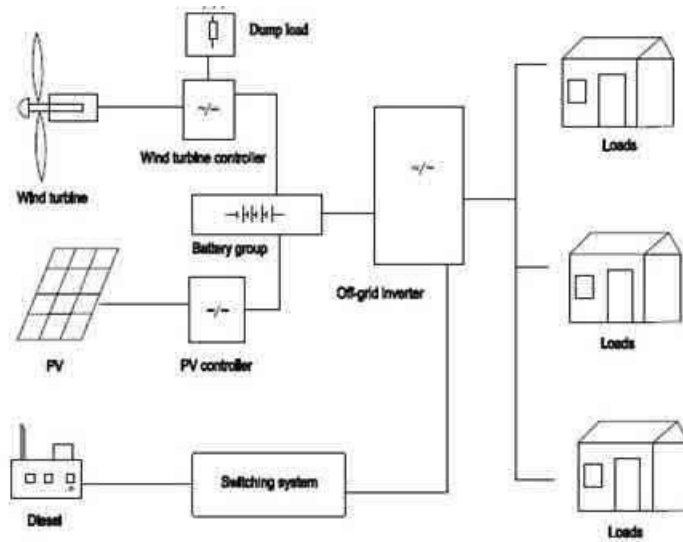 Dump load
~/~
Wind turbine controller
~/~
Loads
Wind turbine
Battery group
Off-grid inverter
~/~
PV
PV controller
Loads
Switching system
Diesel
Loads